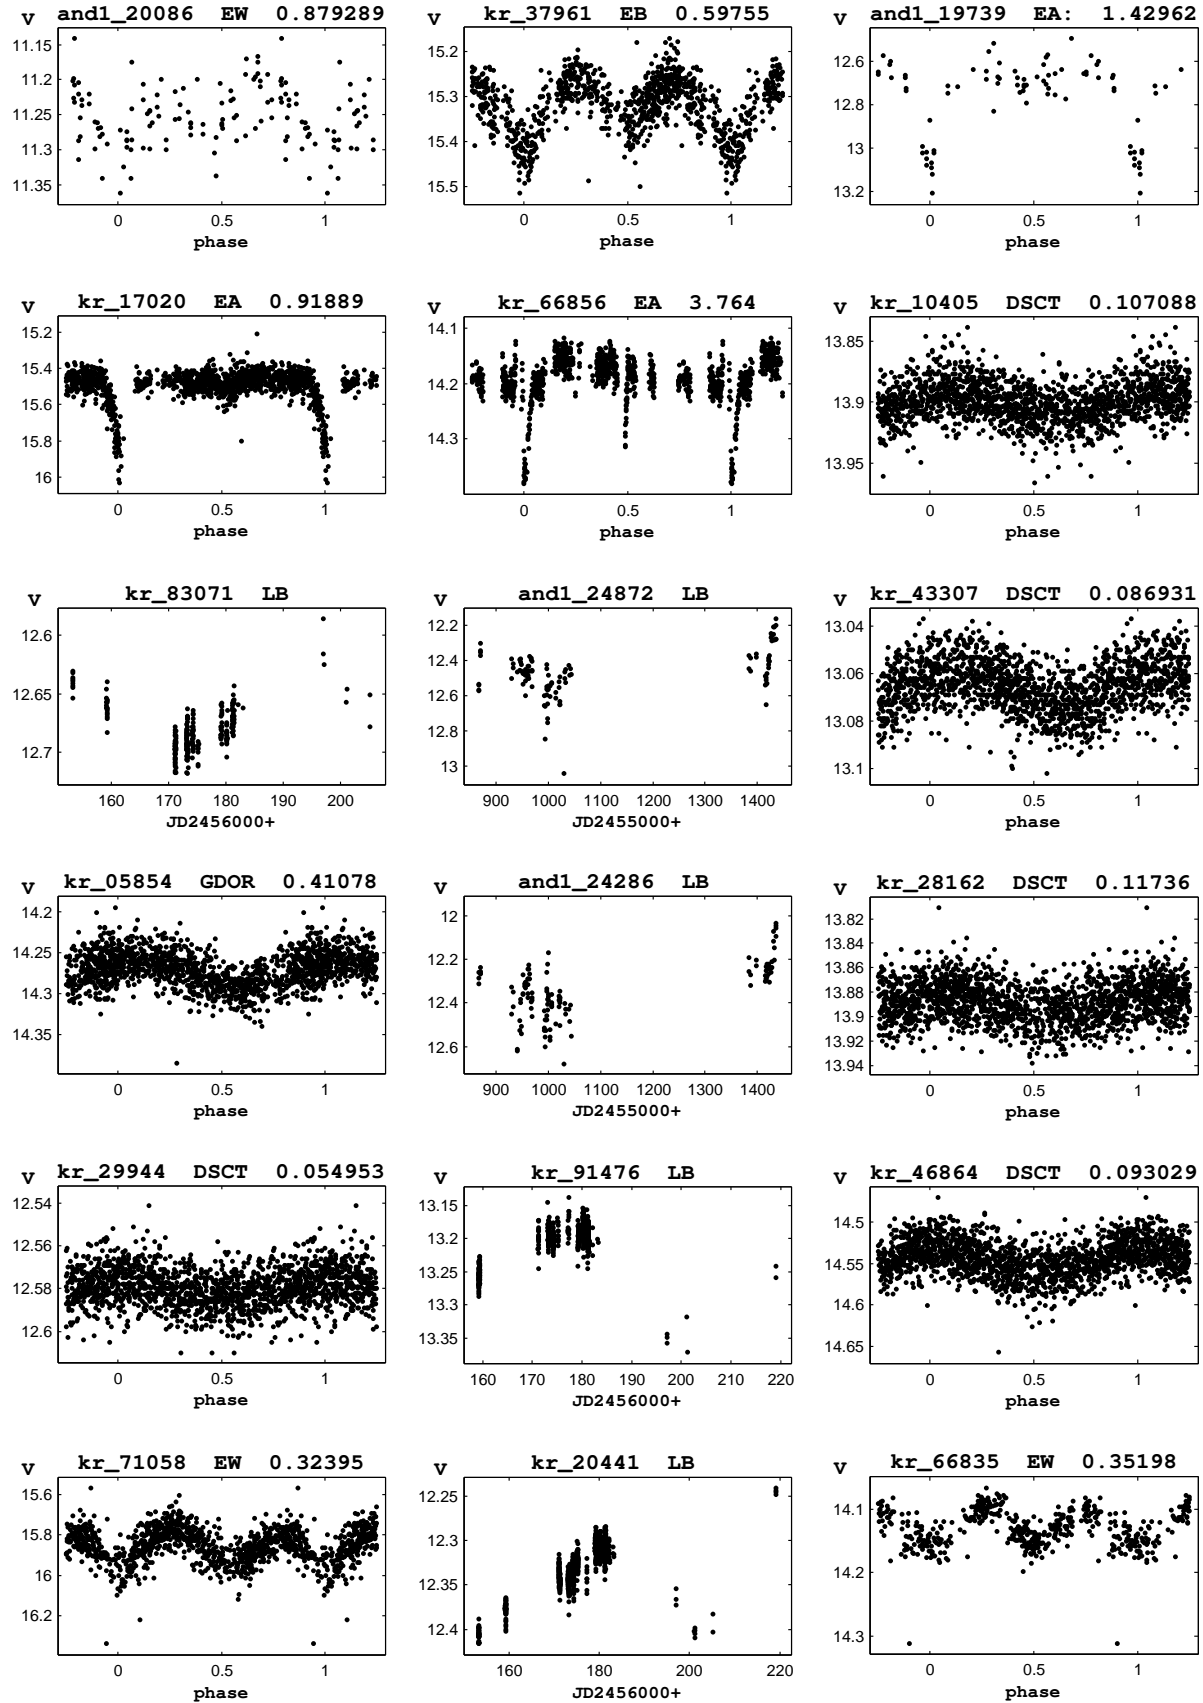 V and1_20086 EW 0.879289
11.15
11.2
11.25
11.3
11.35
0 0.5 1
phase
V kr_37961 EB 0.59755
15.2
15.3
15.4
15.5
0 0.5 1
phase
V and1_19739 EA: 1.42962
12.6
12.8
13
13.2
0 0.5 1
phase
V kr_17020 EA 0.91889
15.2
15.4
15.6
15.8
16
0 0.5 1
phase
V kr_66856 EA 3.764
14.1
14.2
14.3
0 0.5 1
phase
V kr_10405 DSCT 0.107088
13.85
13.9
13.95
0 0.5 1
phase
V kr_83071 LB
12.6
12.65
12.7
160 170 180 190 200
JD2456000+
V and1_24872 LB
12.2
12.4
12.6
12.8
13
900 1000 1100 1200 1300 1400
JD2455000+
V kr_43307 DSCT 0.086931
13.04
13.06
13.08
13.1
0 0.5 1
phase
V kr_05854 GDOR 0.41078
14.2
14.25
14.3
14.35
0 0.5 1
phase
V and1_24286 LB
12
12.2
12.4
12.6
900 1000 1100 1200 1300 1400
JD2455000+
V kr_28162 DSCT 0.11736
13.82
13.84
13.86
13.88
13.9
13.92
13.94
0 0.5 1
phase
V kr_29944 DSCT 0.054953
12.54
12.56
12.58
12.6
0 0.5 1
phase
V kr_91476 LB
13.15
13.2
13.25
13.3
13.35
160 170 180 190 200 210 220
JD2456000+
V kr_46864 DSCT 0.093029
14.5
14.55
14.6
14.65
0 0.5 1
phase
V kr_71058 EW 0.32395
15.6
15.8
16
16.2
0 0.5 1
phase
V kr_20441 LB
12.25
12.3
12.35
12.4
160 180 200 220
JD2456000+
V kr_66835 EW 0.35198
14.1
14.2
14.3
0 0.5 1
phase